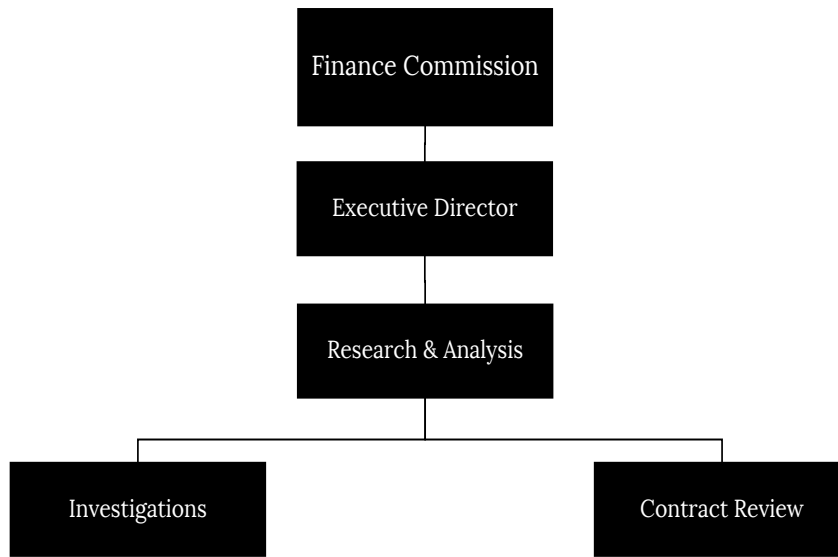 Finance Commission
Executive Director
Research & Analysis
Investigations
Contract Review